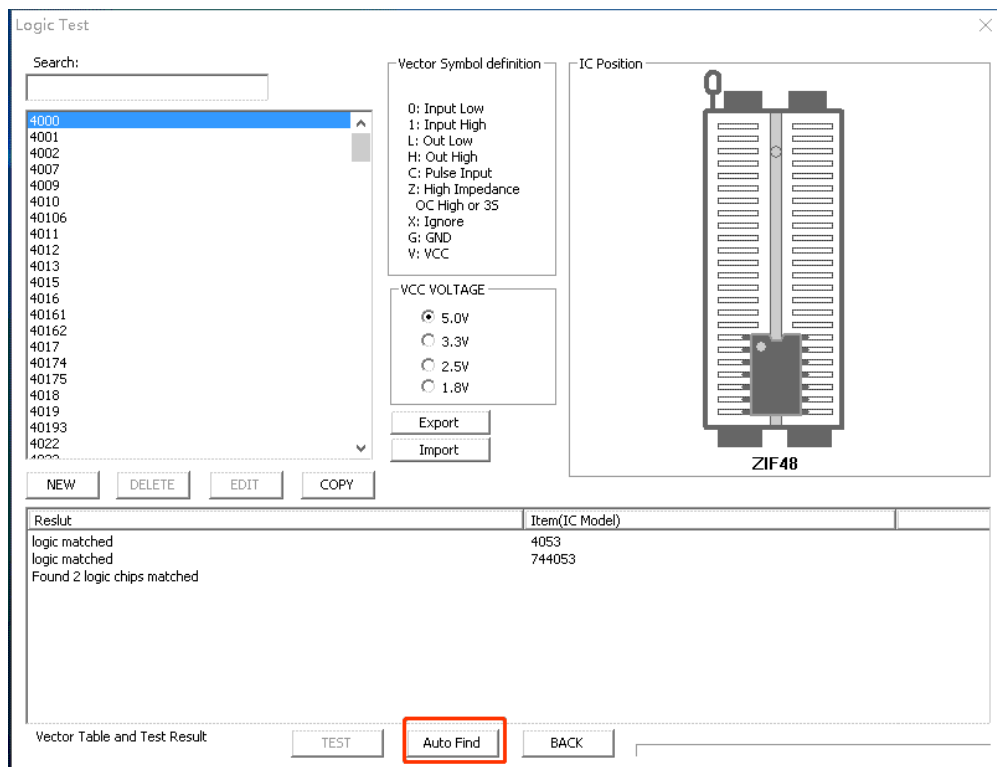 Logic Test
Search:
4000
4001
4002
4007
4009
4010
40106
4011
4012
4013
4015
4016
40161
40162
4017
40174
40175
4018
4019
40193
4022
NEW
DELETE
EDIT
COPY
Vector Symbol definition
0: Input Low
1: Input High
L: Out Low
H: Out High
C: Pulse Input
Z: High Impedance
OC High or 3S
X: Ignore
G: GND
V: VCC
VCC VOLTAGE
5.0V
3.3V
2.5V
1.8V
Export
Import
IC Position
ZIF48
Reslut Item(IC Model)
logic matched 4053
logic matched 744053
Found 2 logic chips matched
Vector Table and Test Result
TEST
Auto Find
BACK